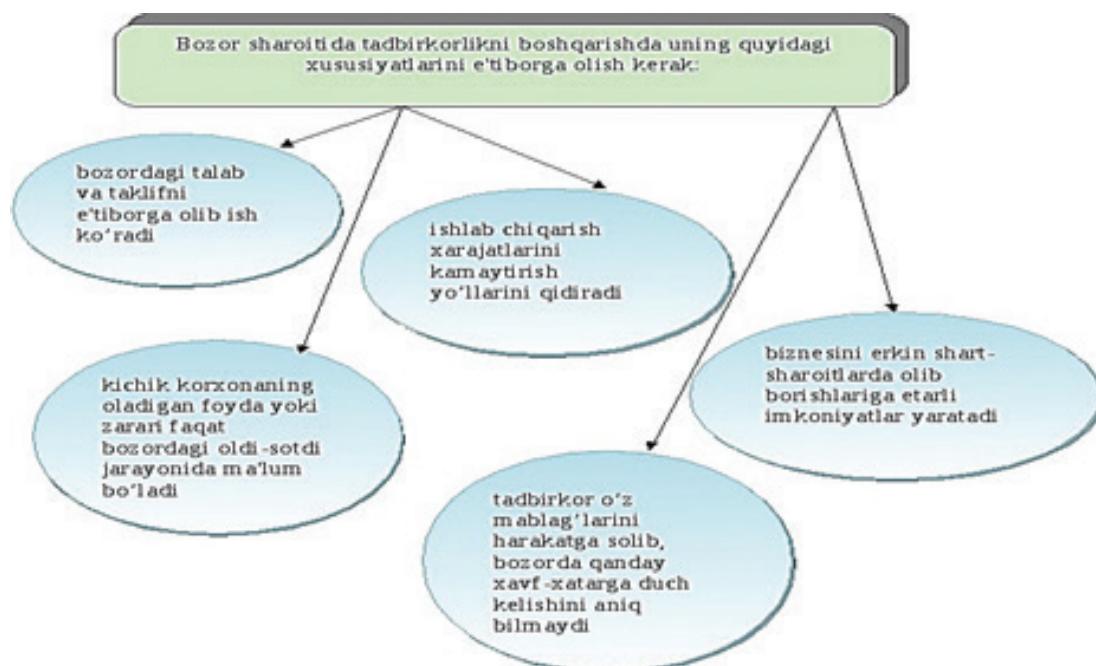 Bozor sharoitida tadbirkorlikni boshqarishda uning quyidagi
xususiyatlarini e'tiborga olish kerak:
bozordagi talab
va taklifni
e'tiborga olib ish
ko‘radi
ishlab chiqarish
xarajatlarini
kamaytirish
yo‘llarini qidiradi
kichik korxonaning
oladigan foyda yoki
zarari faqat
bozordagi oldi-sotdi
jarayonida ma'lum
bo‘ladi
tadbirkor o‘z
mablag‘larini
harakatga solib,
bozorda qanday
xavf-xatarga duch
kelishini aniq
bilmaydi
biznesini erkin shart-
sharoitlarda olib
borishlariga etarli
imkoniyatlar yaratadi